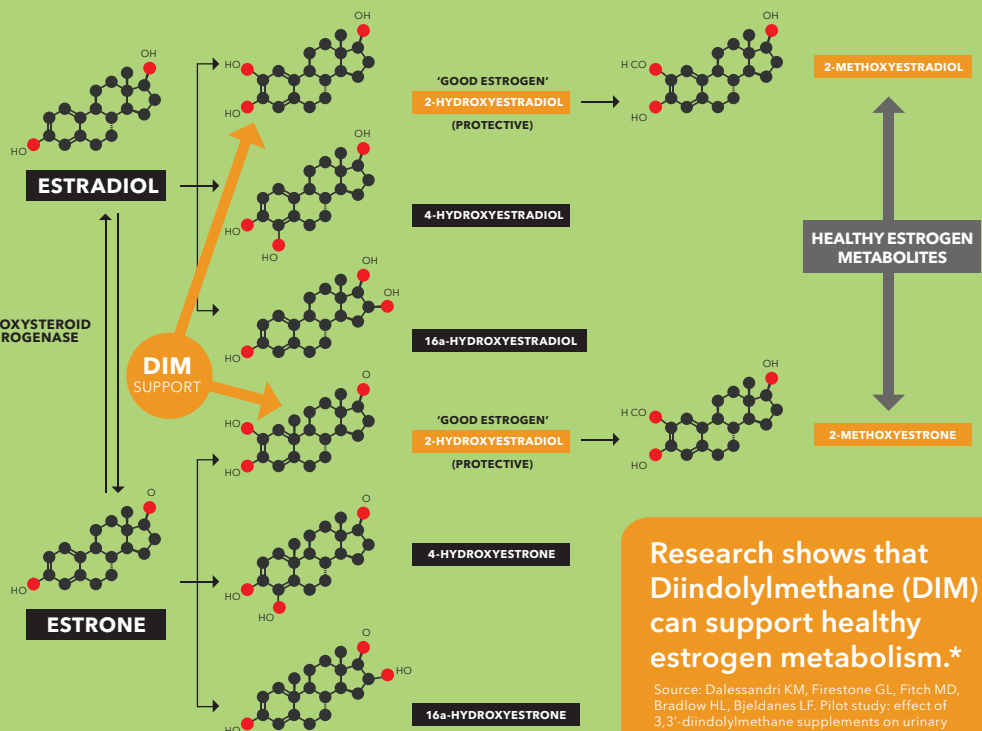 OH
HO
ESTRADIOL
OXYSTEROID
ROGENASE
DIM
SUPPORT
O
HO
ESTRONE
OH
HO
HO
'GOOD ESTROGEN'
2-HYDROXYESTRADIOL
(PROTECTIVE)
OH
H CO
HO
2-METHOXYESTRADIOL
OH
HO
HO
4-HYDROXYESTRADIOL
OH
OH
HO
16a-HYDROXYESTRADIOL
HEALTHY ESTROGEN
METABOLITES
O
HO
HO
'GOOD ESTROGEN'
2-HYDROXYESTRADIOL
(PROTECTIVE)
OH
H CO
HO
2-METHOXYESTRONE
O
HO
HO
4-HYDROXYESTRONE
O
HO
HO
16a-HYDROXYESTRONE
Research shows that
Diindolylmethane (DIM)
can support healthy
estrogen metabolism.*
Source: Dalessandri KM, Firestone GL, Fitch MD,
Bradlow HL, Bjeldanes LF. Pilot study: effect of
3,3'-diindolylmethane supplements on urinary